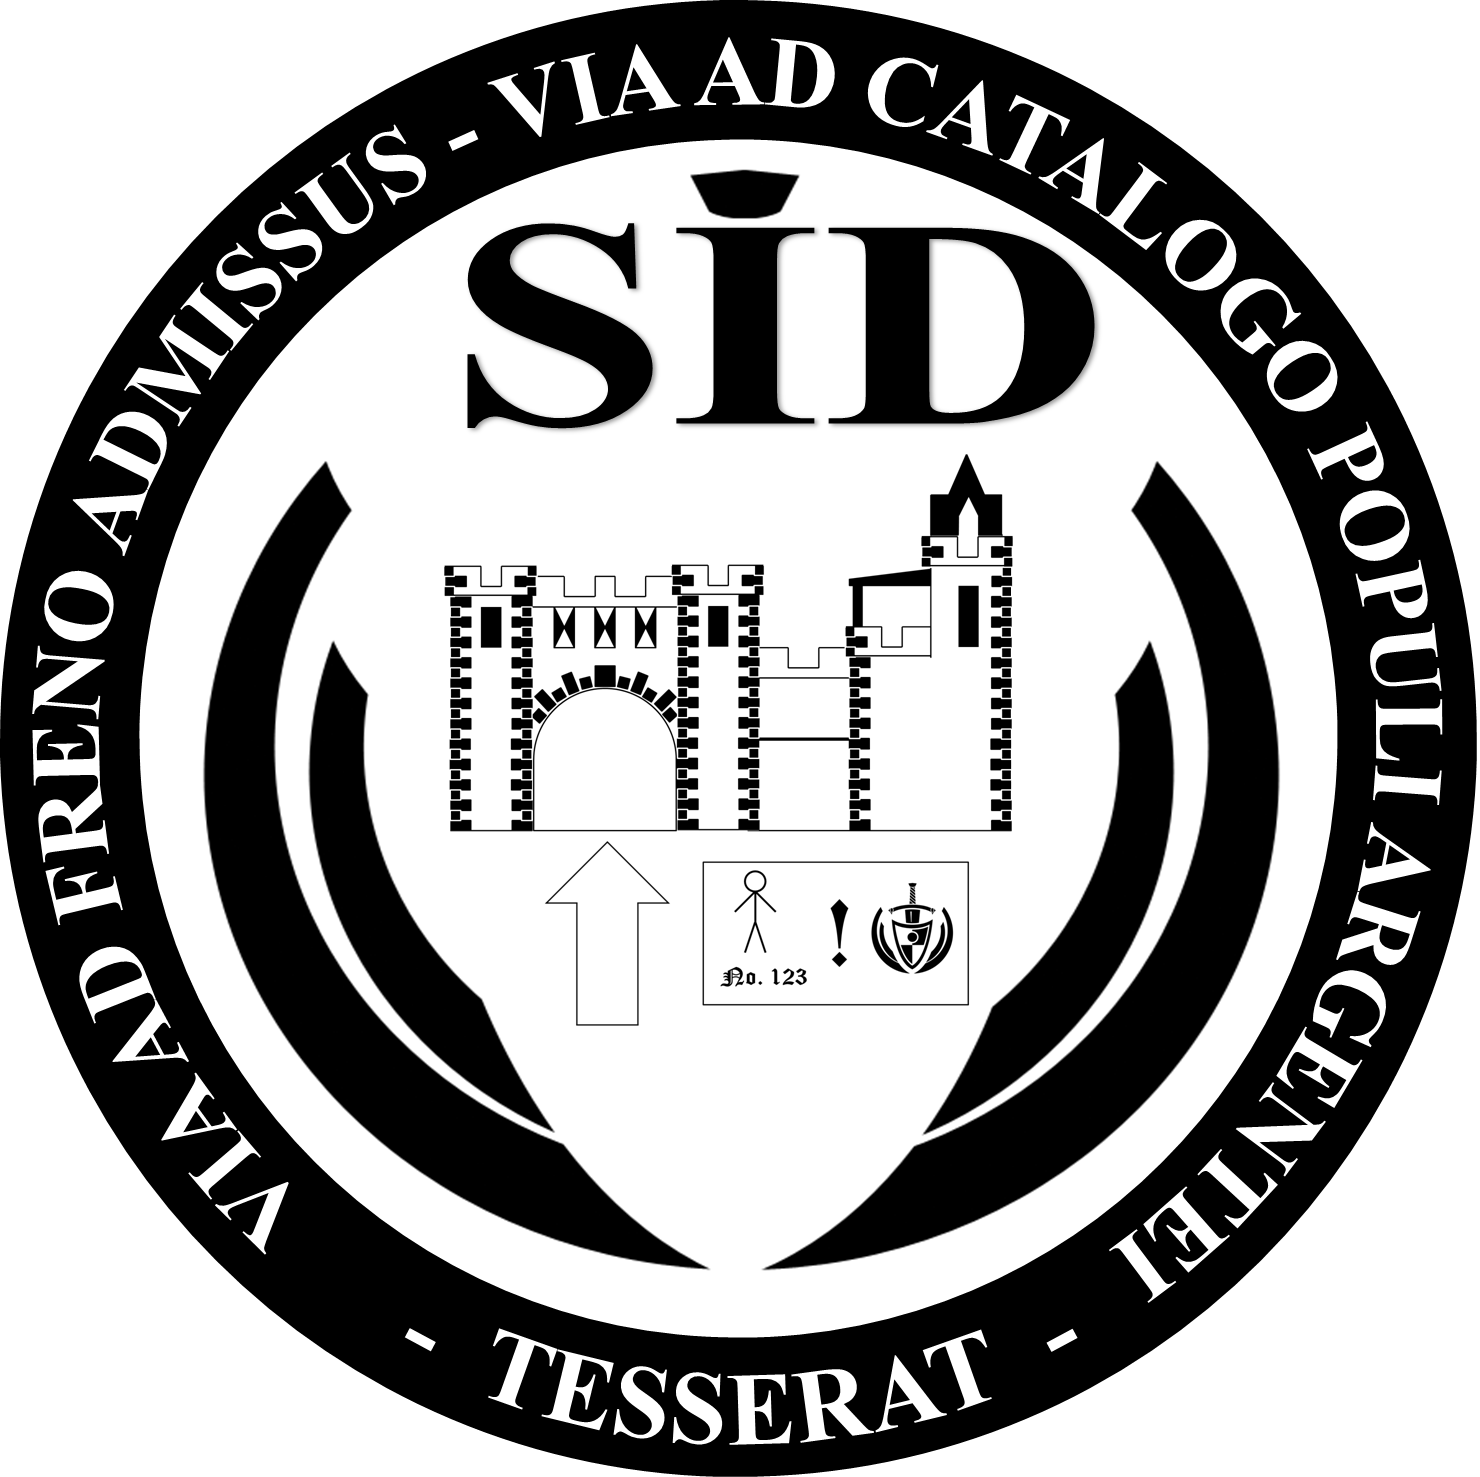 VIA AD FRENO ADMISSUS - VIA AD CATALOGO POPULI ARGENTEI
- TESSERAT -
SID
No. 123
!